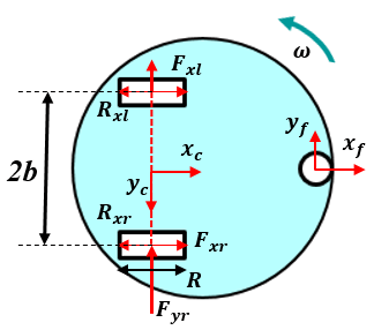 ω
F_xl
R_xl
y_f
x_f
2b
x_c
y_c
R_xr
F_xr
R
F_yr